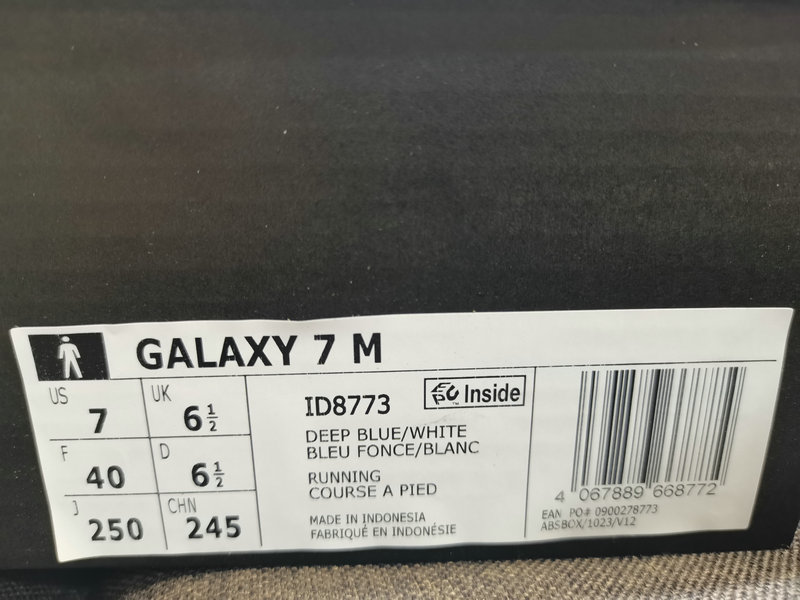 GALAXY 7 M
US 7 UK 6 1/2
F 40 D 6 1/2
J 250 CHN 245
ID8773
EPC Inside
DEEP BLUE/WHITE
BLEU FONCE/BLANC
RUNNING
COURSE A PIED
MADE IN INDONESIA
FABRIQUÉ EN INDONÉSIE
4 067889 668772
EAN PO# 0900278773
ABSBOX/1023/V12